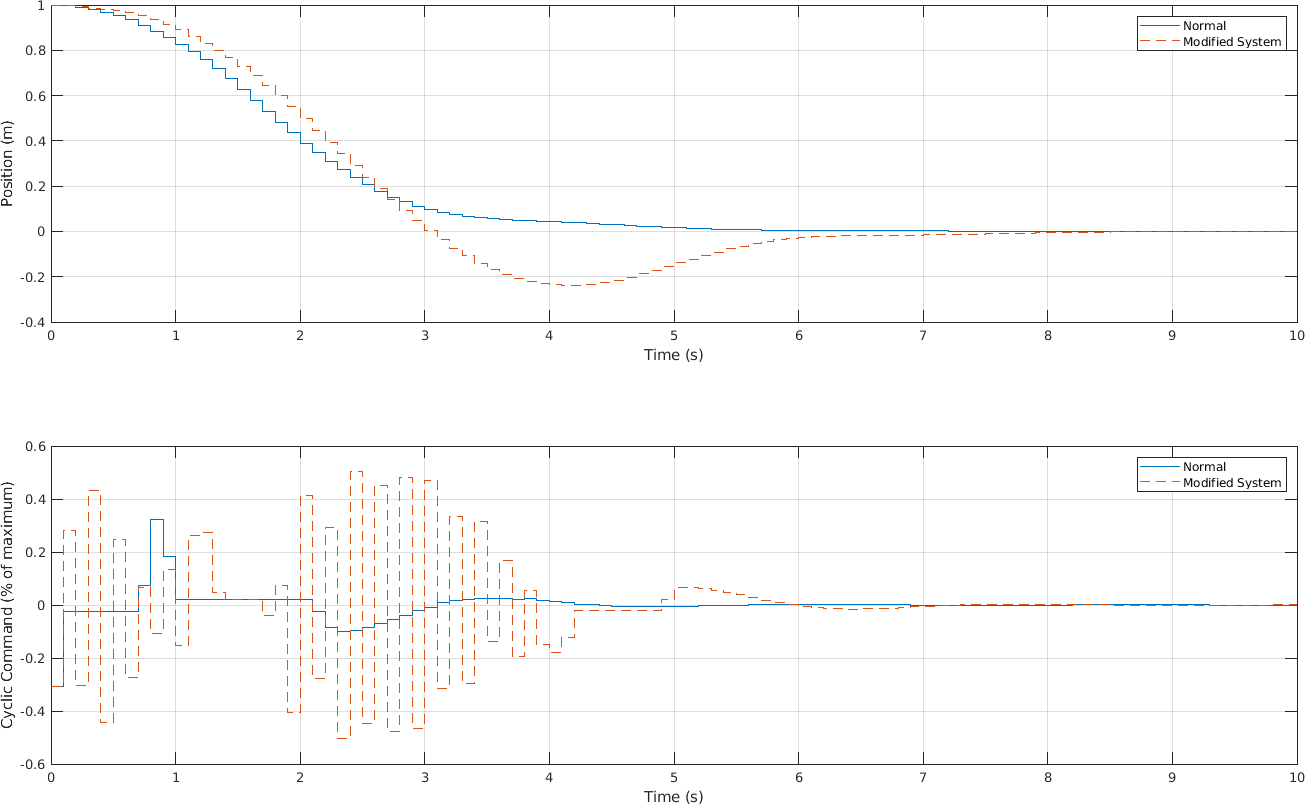 1
0.8
0.6
0.4
0.2
0
-0.2
-0.4
Position (m)
Normal
Modified System
0 1 2 3 4 5 6 7 8 9 10
Time (s)
0.6
0.4
0.2
0
-0.2
-0.4
-0.6
Cyclic Command (% of maximum)
Normal
Modified System
0 1 2 3 4 5 6 7 8 9 10
Time (s)